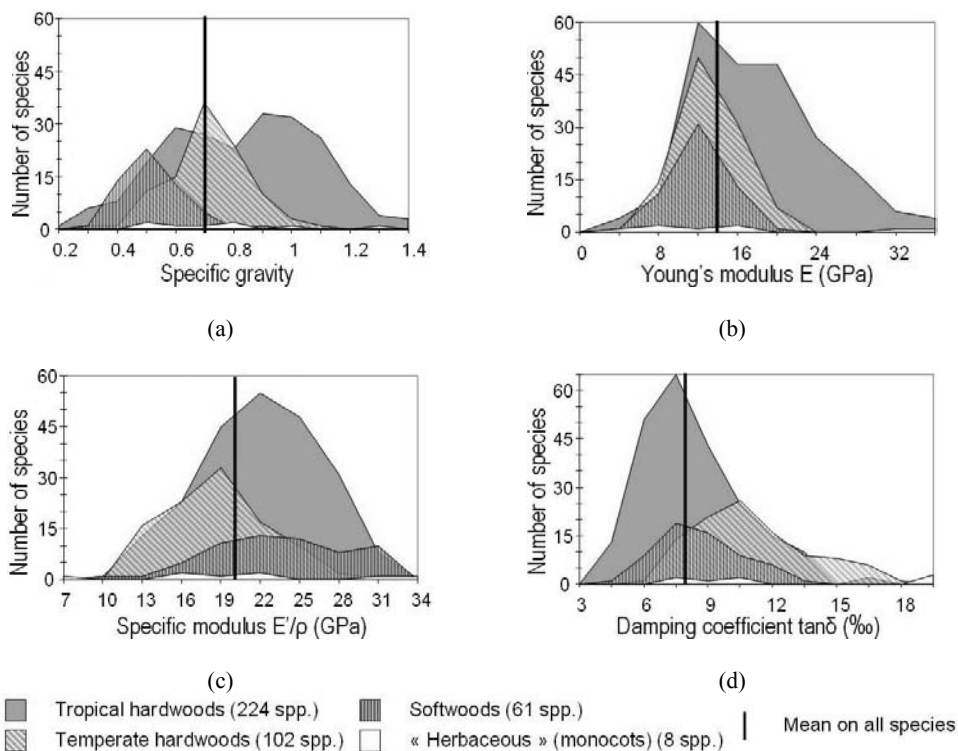 60
45
30
15
0
Number of species
0.2 0.6 0.8 1 1.2 1.4
0.4
Specific gravity
(a)
60
45
30
15
0
Number of species
0 8 16 24 32
Young's modulus E (GPa)
(b)
60
45
30
15
0
Number of species
7 10 13 16 19 22 25 28 31 34
Specific modulus E'/ρ (GPa)
(c)
60
45
30
15
0
Number of species
3 6 9 12 15 18
Damping coefficient tanδ (‰)
(d)
Tropical hardwoods (224 spp.)
Temperate hardwoods (102 spp.)
Softwoods (61 spp.)
« Herbaceous » (monocots) (8 spp.)
Mean on all species